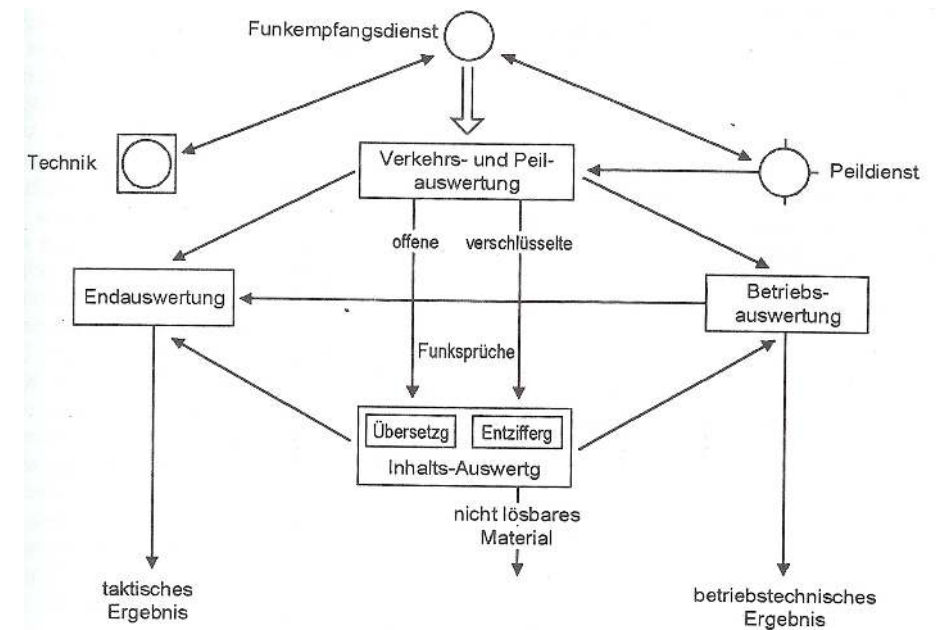 Funkempfangsdienst
Technik
Verkehrs- und Peil-
auswertung
Peildienst
offene
verschlüsselte
Endauswertung
Betriebs-
auswertung
Funksprüche
Übersetzg
Entzifferg
Inhalts-Auswertg
nicht lösbares
Material
taktisches
Ergebnis
betriebstechnisches
Ergebnis